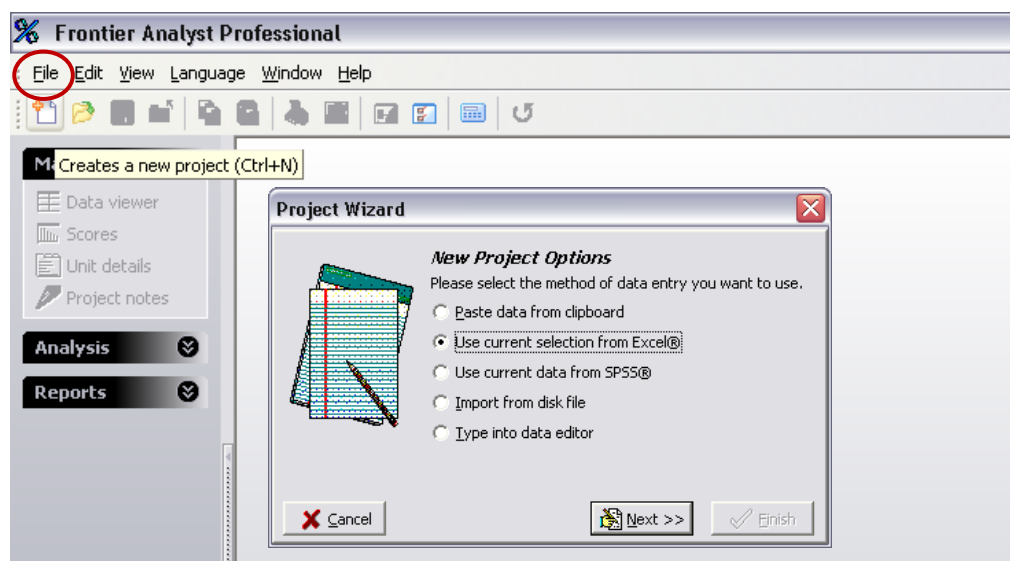 Frontier Analyst Professional
File Edit View Language Window Help
Creates a new project (Ctrl+N)
Data viewer
Scores
Unit details
Project notes
Analysis
Reports
Project Wizard
New Project Options
Please select the method of data entry you want to use.
Paste data from clipboard
Use current selection from Excel®
Use current data from SPSS®
Import from disk file
Type into data editor
Cancel
Next >>
Finish